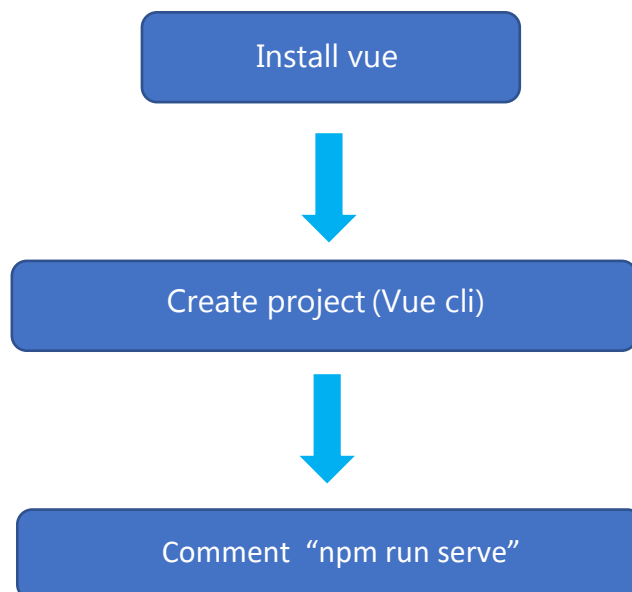 Install vue
Create project (Vue cli)
Comment “npm run serve”